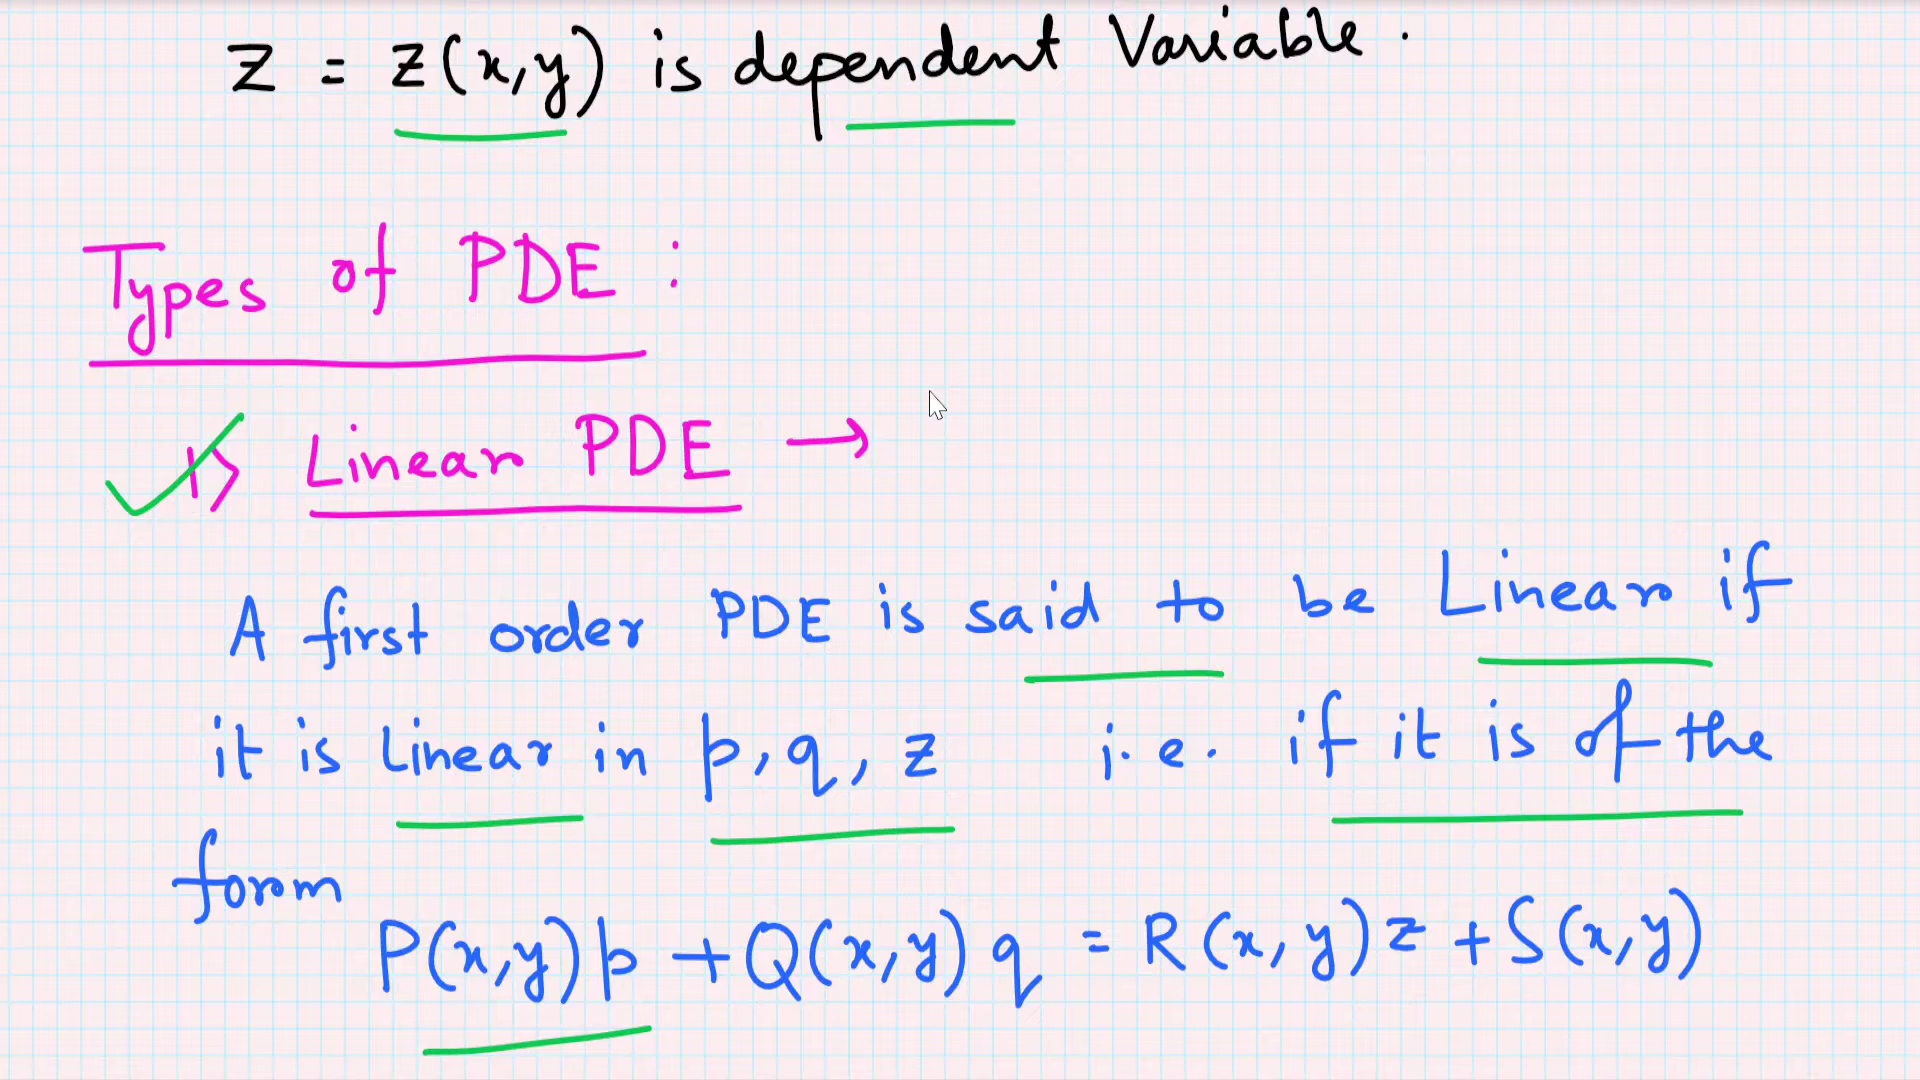 z = z(x,y) is dependent Variable.
Types of PDE :
1) Linear PDE →
A first order PDE is said to be Linear if
it is Linear in p, q, z i.e. if it is of the
form
P(x,y)p + Q(x,y)q = R(x,y)z + S(x,y)